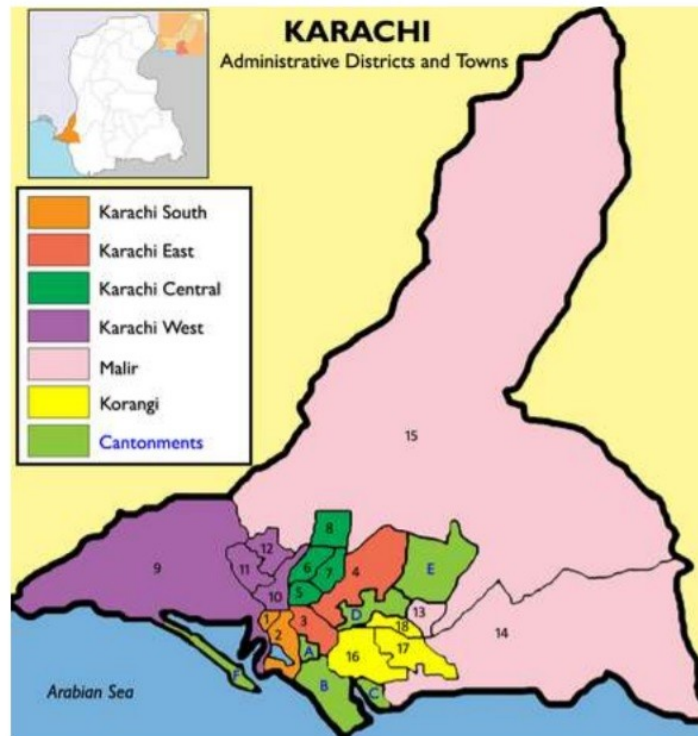 KARACHI
Administrative Districts and Towns
Karachi South
Karachi East
Karachi Central
Karachi West
Malir
Korangi
Cantonments
15
8
12
9
11
6
7
4
E
10
5
1
2
3
D
13
18
14
A
16
17
F
B
C
Arabian Sea